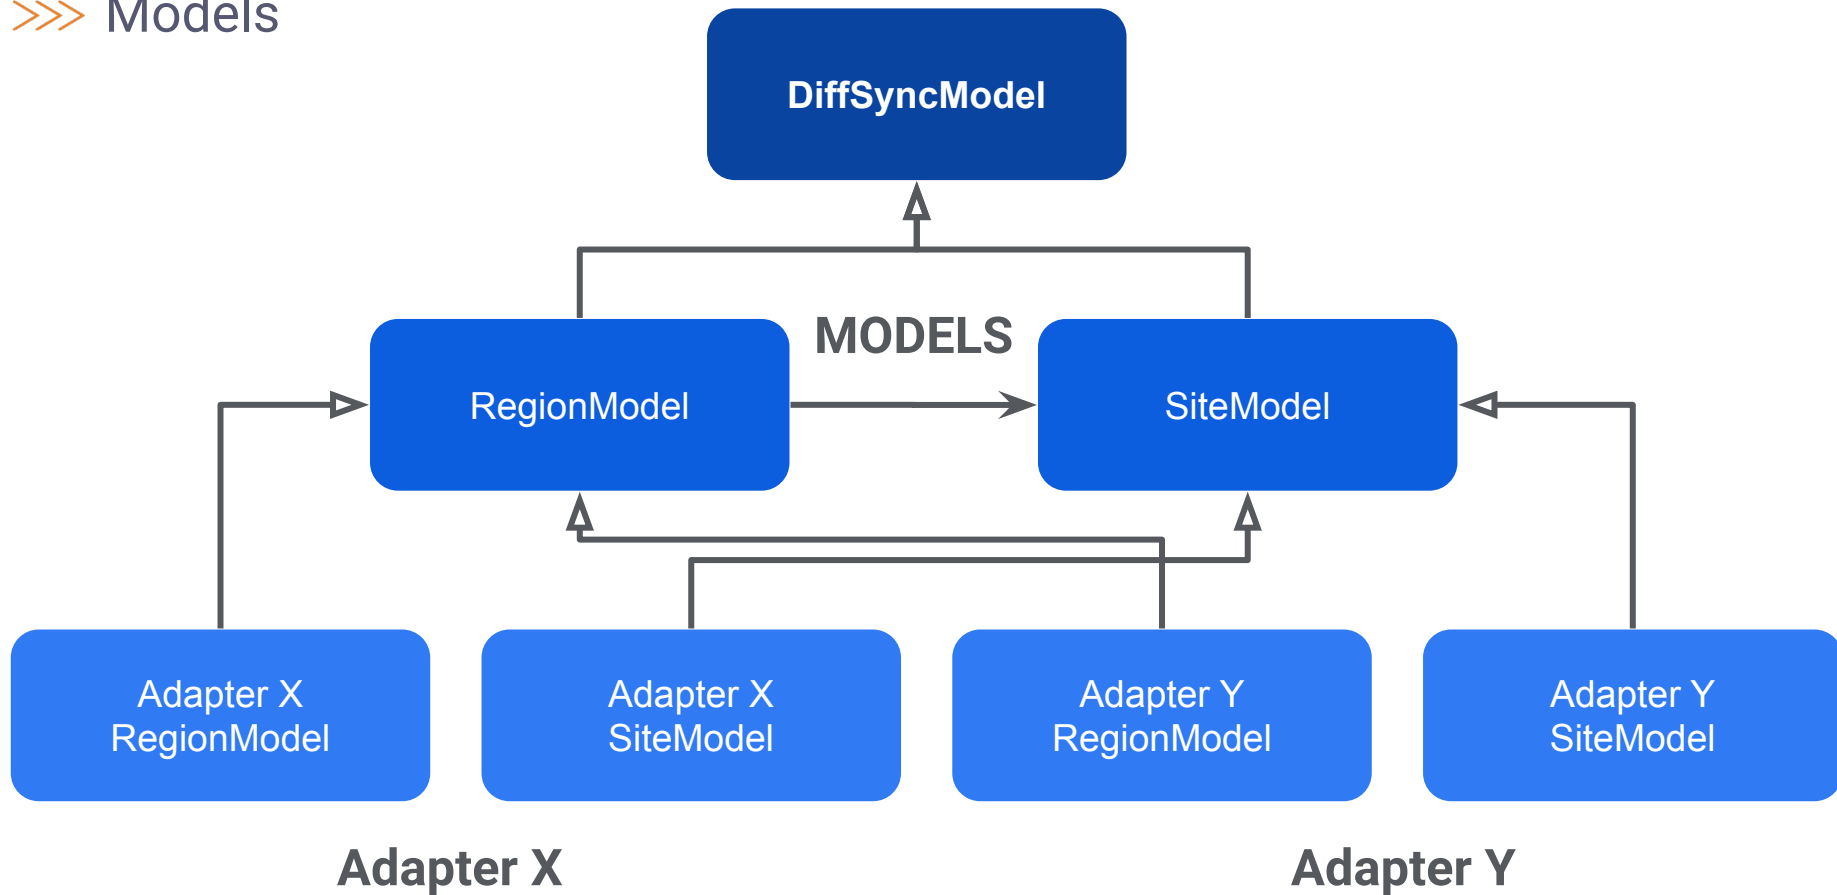 Models
DiffSyncModel
MODELS
RegionModel
SiteModel
Adapter X
RegionModel
Adapter X
SiteModel
Adapter Y
RegionModel
Adapter Y
SiteModel
Adapter X
Adapter Y